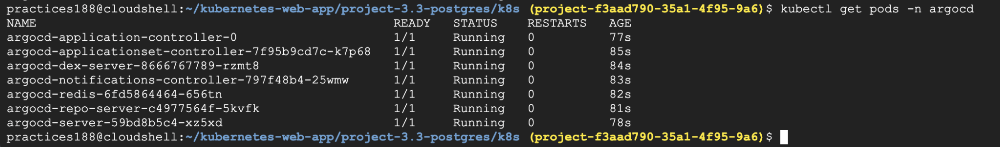 practices188@cloudshell:~/kubernetes-web-app/project-3.3-postgres/k8s (project-f3aad790-35a1-4f95-9a6)$ kubectl get pods -n argocd
NAME READY STATUS RESTARTS AGE
argocd-application-controller-0 1/1 Running 0 77s
argocd-applicationset-controller-7f95b9cd7c-k7p68 1/1 Running 0 85s
argocd-dex-server-8666767789-rzmt8 1/1 Running 0 84s
argocd-notifications-controller-797f48b4-25wmw 1/1 Running 0 83s
argocd-redis-6fd5864464-656tn 1/1 Running 0 82s
argocd-repo-server-c4977564f-5kvfk 1/1 Running 0 81s
argocd-server-59bd8b5c4-xz5xd 1/1 Running 0 78s
practices188@cloudshell:~/kubernetes-web-app/project-3.3-postgres/k8s (project-f3aad790-35a1-4f95-9a6)$